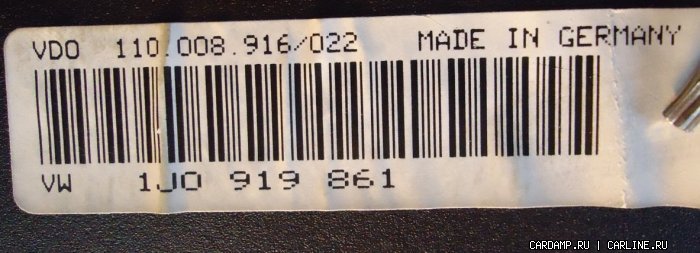 VDO 110.008.916/022 MADE IN GERMANY
VW 1J0 919 861
CARDAMP.RU | CARLINE.RU